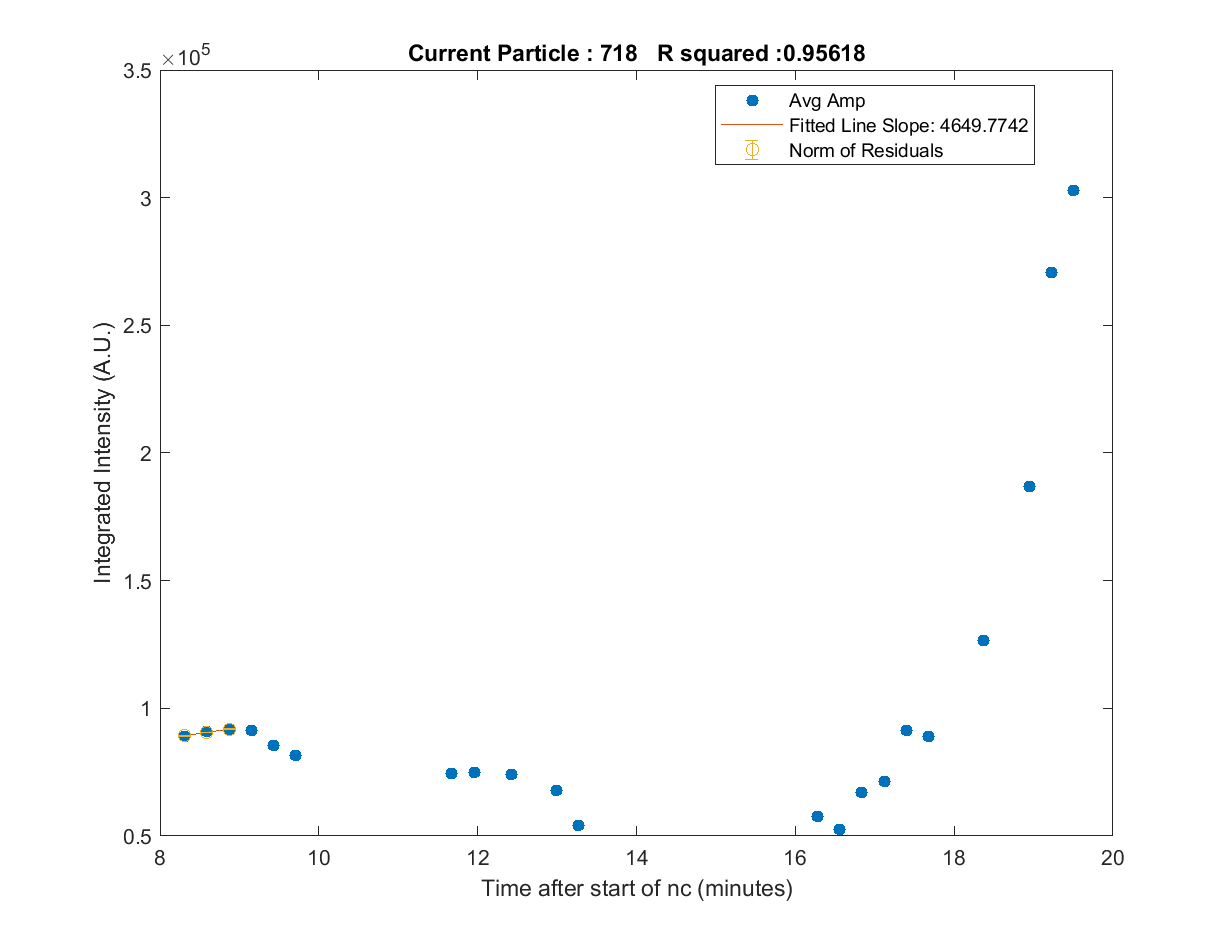 Current Particle : 718   R squared :0.95618
×10^5
3.5
3
2.5
2
1.5
1
0.5
Integrated Intensity (A.U.)
Avg Amp
Fitted Line Slope: 4649.7742
Norm of Residuals
8 10 12 14 16 18 20
Time after start of nc (minutes)